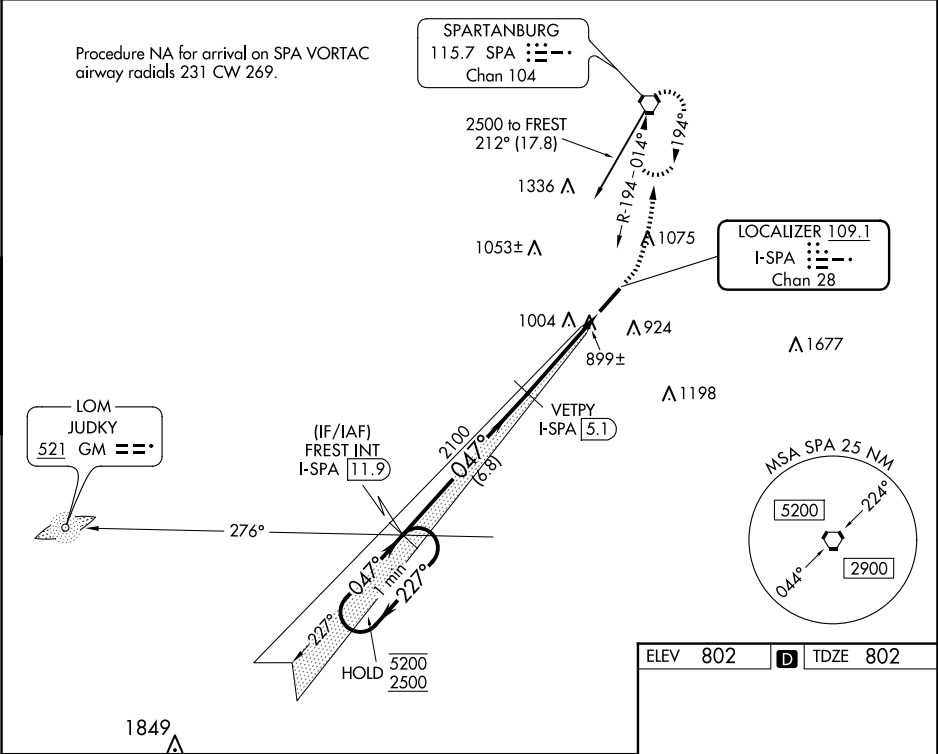 Procedure NA for arrival on SPA VORTAC
airway radials 231 CW 269.
SPARTANBURG
115.7 SPA
Chan 104
2500 to FREST
212° (17.8)
R-194
014°
194°
1336
1053±
1075
LOCALIZER 109.1
I-SPA
Chan 28
1004
924
899±
1677
1198
VETPY
I-SPA 5.1
LOM
JUDKY
521 GM
(IF/IAF)
FREST INT
I-SPA 11.9
2100
047°
(6.8)
276°
047°
1 min
227°
227°
HOLD 5200
2500
MSA SPA 25 NM
5200
224°
044°
2900
ELEV 802 D TDZE 802
1849